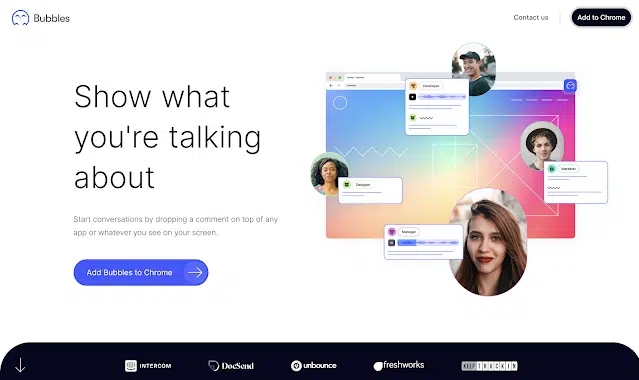 Bubbles
Contact us
Add to Chrome
Show what
you're talking
about
Start conversations by dropping a comment on top of any
app or whatever you see on your screen.
Add Bubbles to Chrome
Developer
Designer
Marketer
Manager
INTERCOM
DocSend
unbounce
freshworks
KEEP TRUCKIN